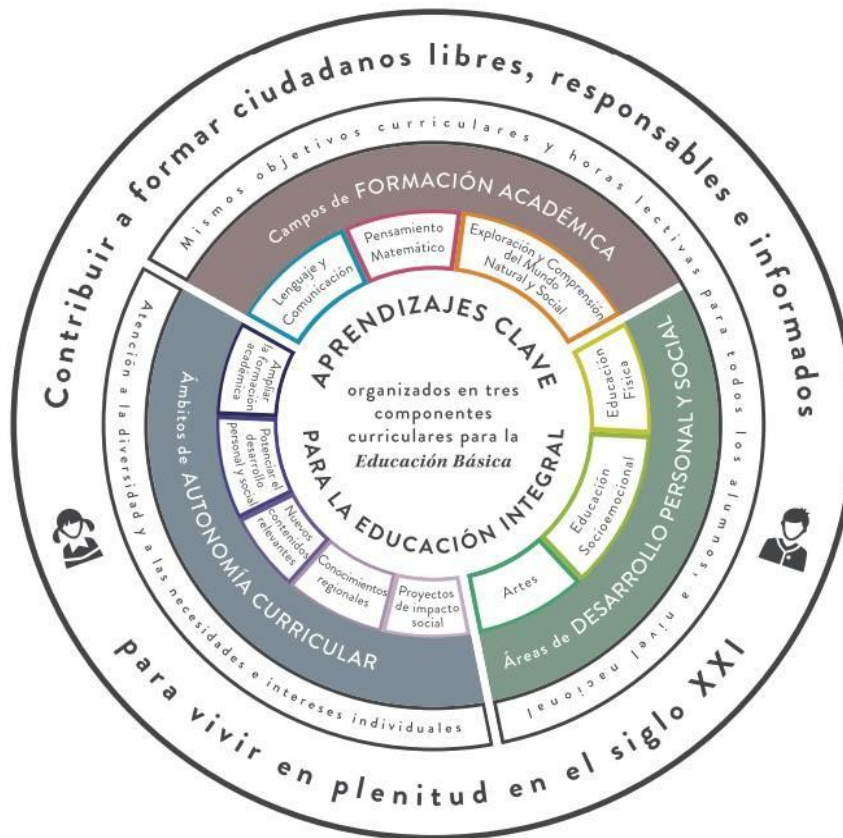 Contribuir a formar ciudadanos libres, responsables e informados
para vivir en plenitud en el siglo XXI
Mismos objetivos curriculares y horas lectivas para todos los alumnos, a nivel nacional
Atención a la diversidad y a las necesidades e intereses individuales
Campos de FORMACIÓN ACADÉMICA
Lenguaje y
Comunicación
Pensamiento
Matemático
Exploración y Comprensión
del Mundo
Natural y Social
Áreas de DESARROLLO PERSONAL Y SOCIAL
Educación
Física
Educación
Socioemocional
Artes
Ámbitos de AUTONOMÍA CURRICULAR
Ampliar
la formación
académica
Potenciar el
desarrollo
personal y social
Nuevos
contenidos
relevantes
Conocimientos
regionales
Proyectos
de impacto
social
APRENDIZAJES CLAVE
organizados en tres
componentes
curriculares para la
Educación Básica
PARA LA EDUCACIÓN INTEGRAL